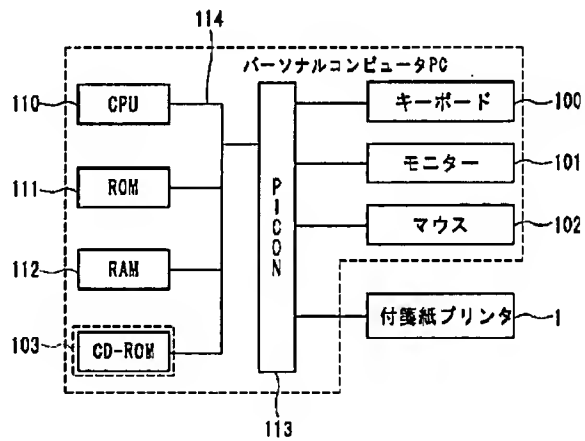 114
パーソナルコンピュータPC
110 CPU
キーボード 100
111 ROM
モニター 101
PICON
112 RAM
マウス 102
103 CD-ROM
付箋紙プリンタ 1
113